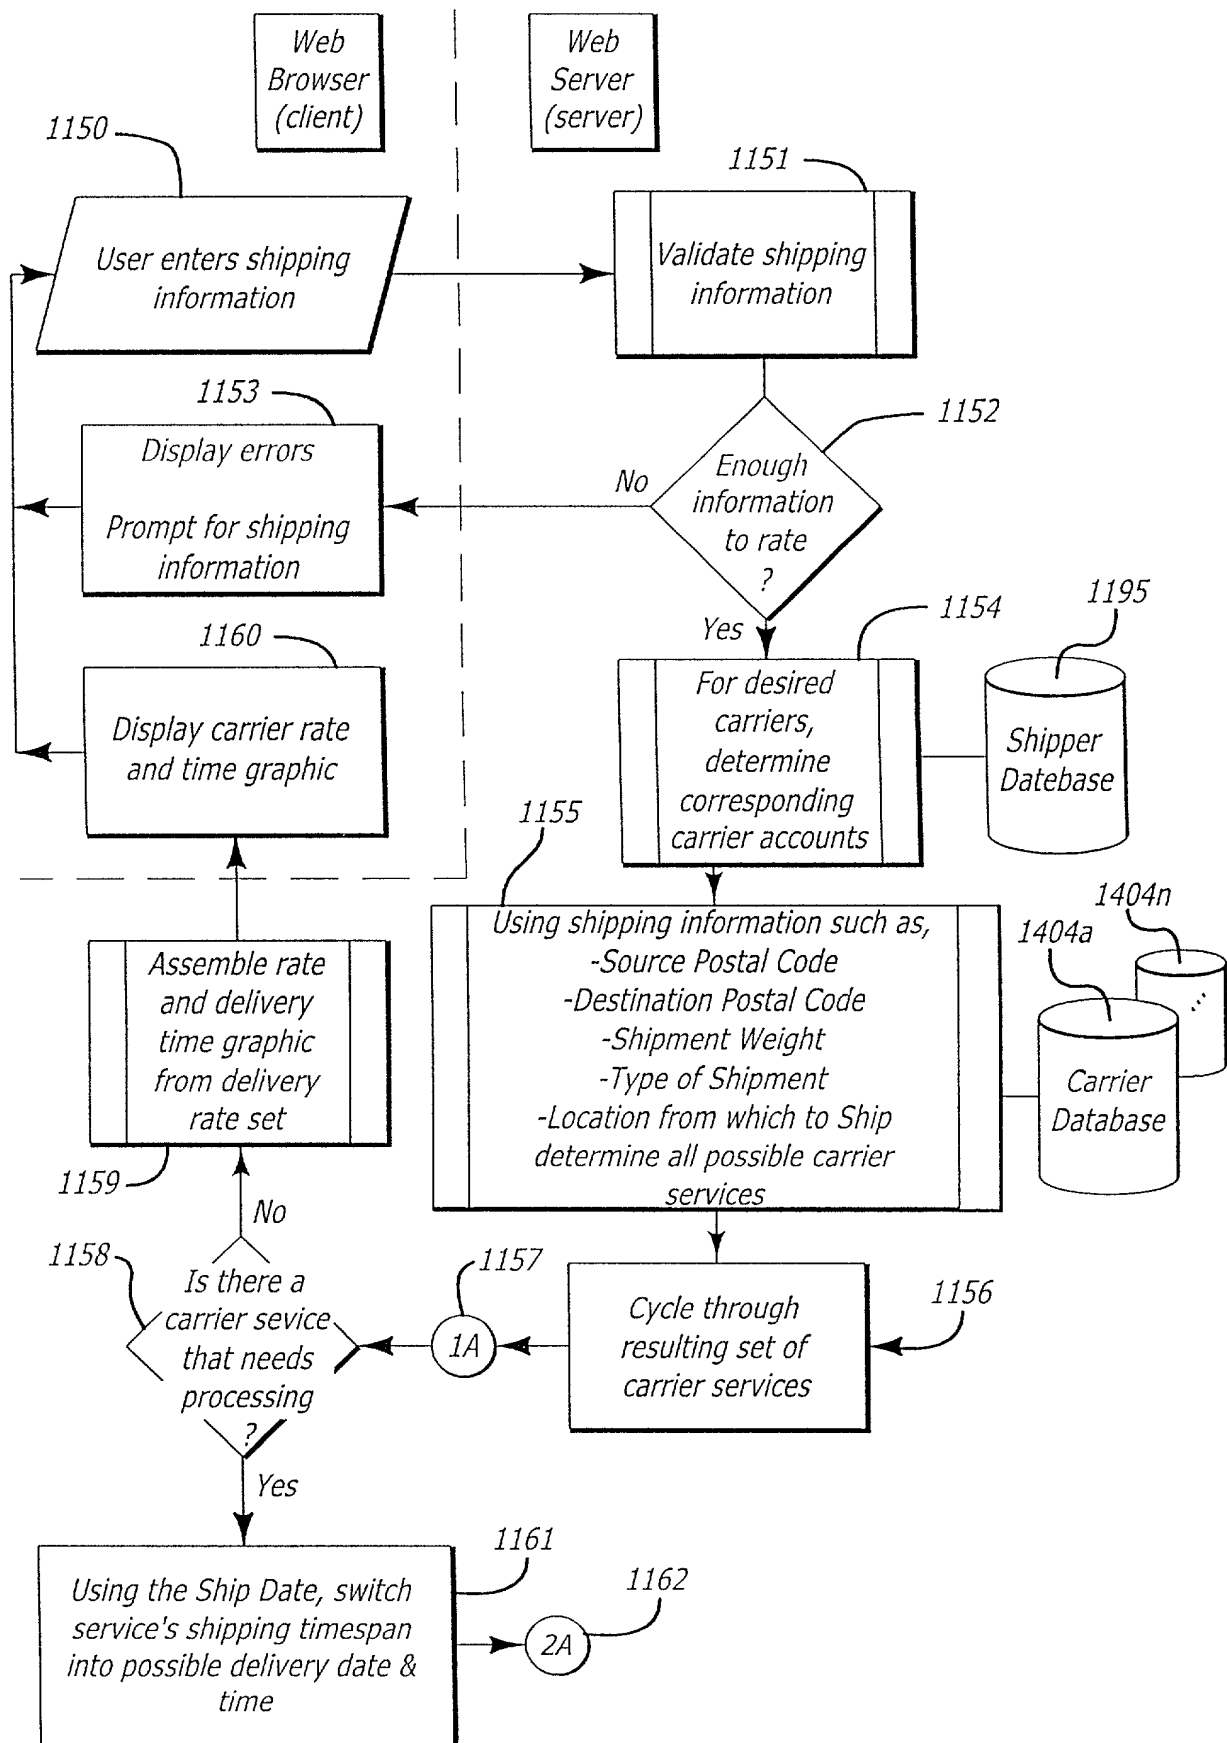 Web
Browser
(client)
Web
Server
(server)
1150
1151
User enters shipping
information
Validate shipping
information
1153
1152
Display errors
Prompt for shipping
information
No
Enough
information
to rate
?
Yes
1154
1195
1160
Display carrier rate
and time graphic
For desired
carriers,
determine
corresponding
carrier accounts
Shipper
Datebase
1155
Using shipping information such as,
-Source Postal Code
-Destination Postal Code
-Shipment Weight
-Type of Shipment
-Location from which to Ship
determine all possible carrier
services
1404n
1404a
Carrier
Database
Assemble rate
and delivery
time graphic
from delivery
rate set
1159
No
1158
Is there a
carrier sevice
that needs
processing
?
1157
1A
Cycle through
resulting set of
carrier services
1156
Yes
1161
Using the Ship Date, switch
service's shipping timespan
into possible delivery date &
time
1162
2A